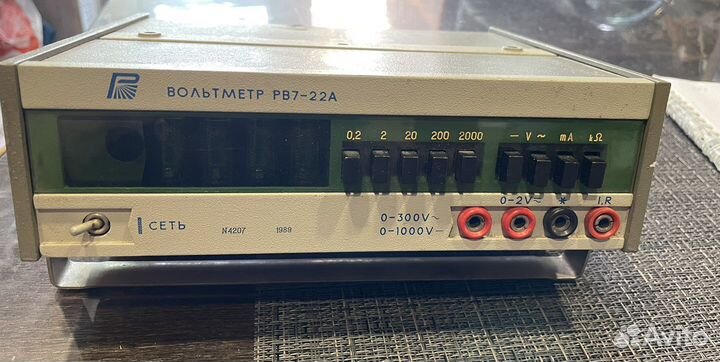 ВОЛЬТМЕТР РВ7-22А
0,2 2 20 200 2000 — V ~ mA kΩ
0-2V~ * I.R
0-300V~
0-1000V—
СЕТЬ N4207 1989
Avito